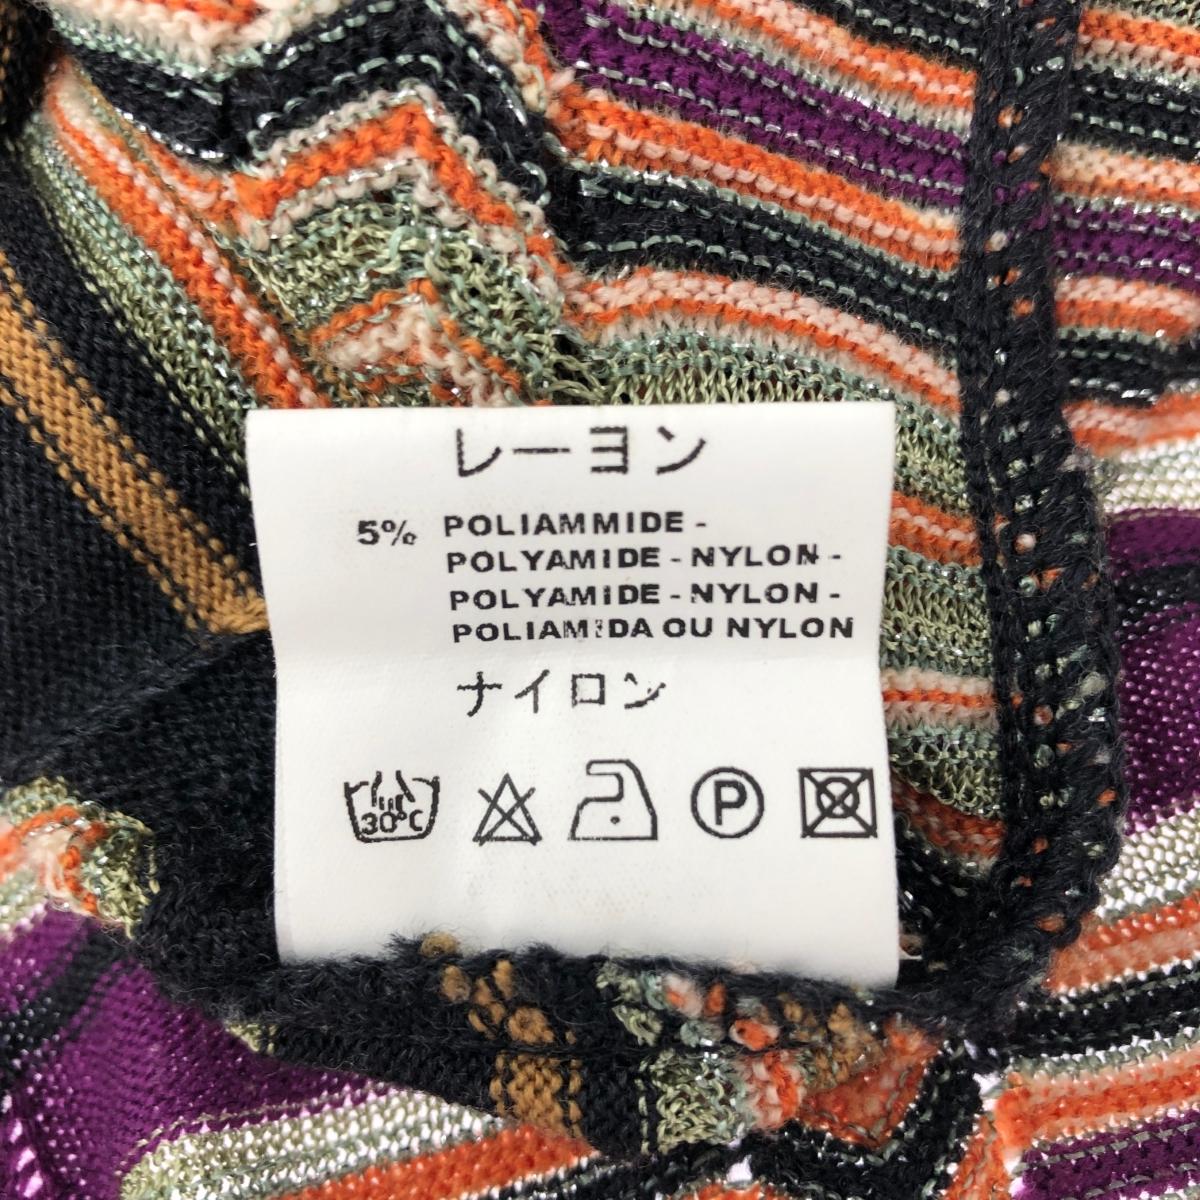 レーヨン
5% POLIAMMIDE -
POLYAMIDE - NYLON -
POLYAMIDE - NYLON -
POLIAMIDA OU NYLON
ナイロン
30°C P